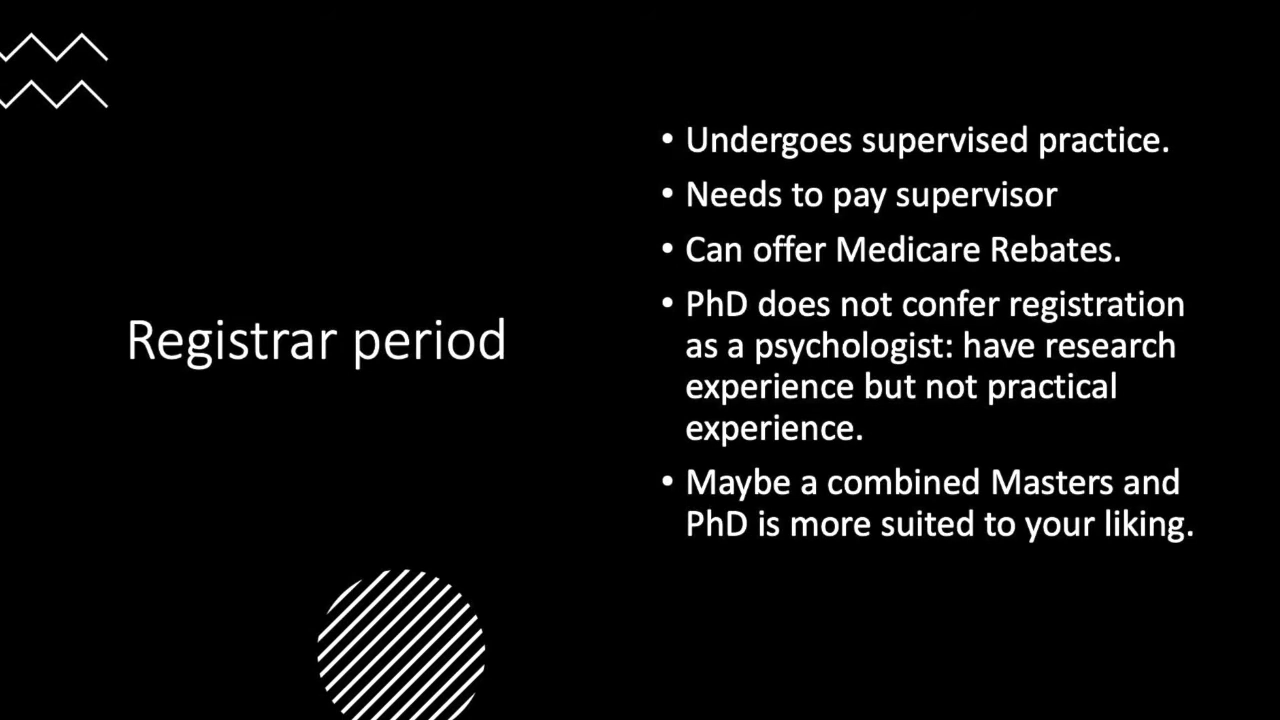 Registrar period
• Undergoes supervised practice.
• Needs to pay supervisor
• Can offer Medicare Rebates.
• PhD does not confer registration
as a psychologist: have research
experience but not practical
experience.
• Maybe a combined Masters and
PhD is more suited to your liking.